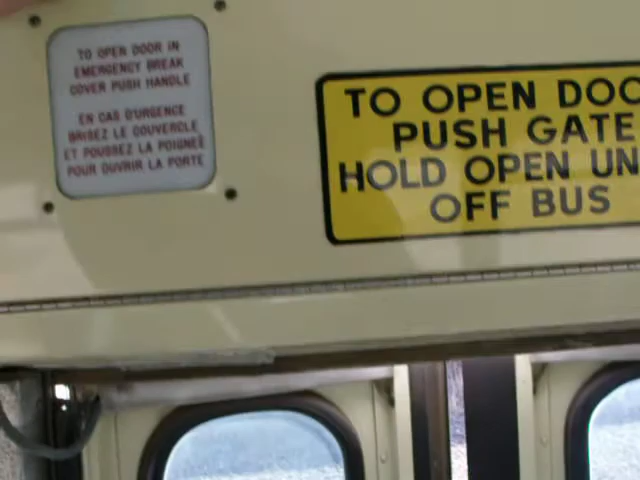 TO OPEN DOOR IN
EMERGENCY BREAK
COVER PUSH HANDLE
EN CAS D'URGENCE
BRISEZ LE COUVERCLE
ET POUSSEZ LA POIGNEÈ
POUR OUVRIR LA PORTE
TO OPEN DOO
PUSH GATE
HOLD OPEN UN
OFF BUS